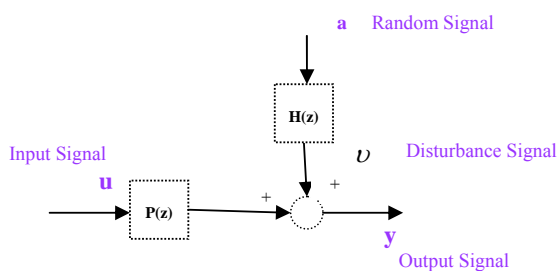 a Random Signal
H(z)
υ Disturbance Signal
Input Signal
u
+ +
P(z)
y
Output Signal